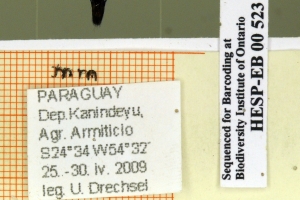 mm
PARAGUAY
Dep.Kanindeyu,
Agr. Armiticio
S24°34 W54°32'
25.-30. iv. 2009
leg. U. Drechsel
Sequenced for Barcoding at
Biodiversity Institute of Ontario
HESP-EB 00 523